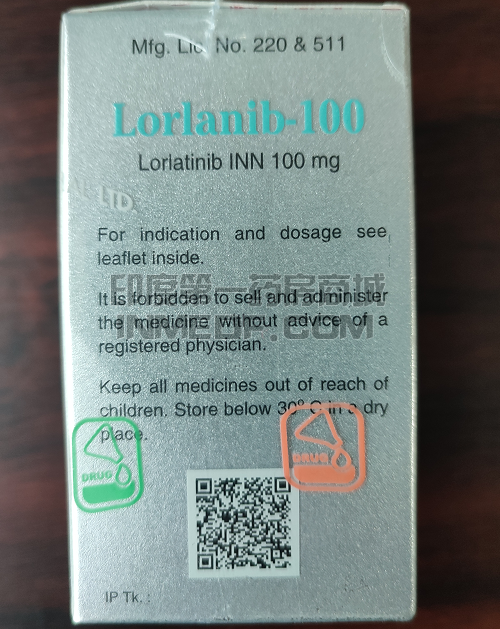 Mfg. Lic. No. 220 & 511
Lorlanib-100
Lorlatinib INN 100 mg
LTD.
For indication and dosage see
leaflet inside.
印度第一药房商城
It is forbidden to sell and administer
the medicine without advice of a
INMEDF.COM
registered physician.
Keep all medicines out of reach of
children. Store below 30° C in a dry
place.
DRUG
DRUG
IP Tk. :